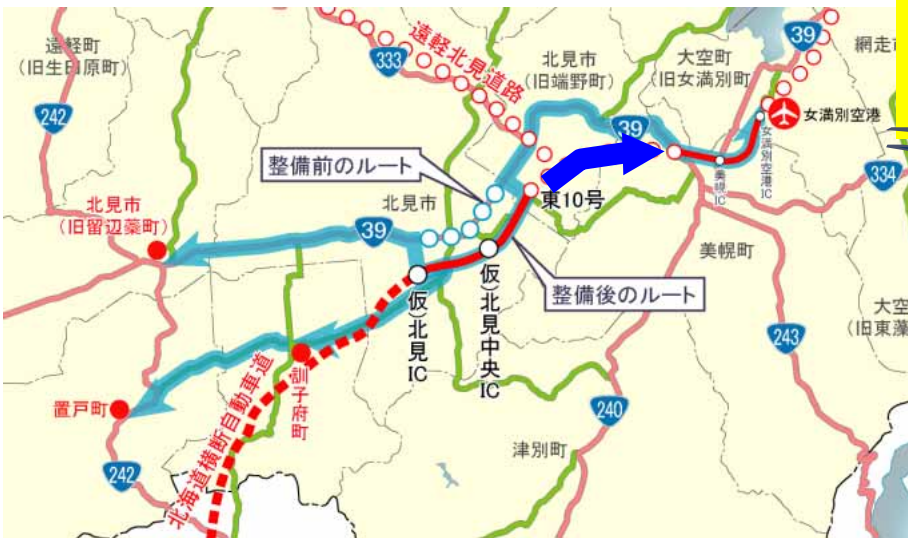 遠軽町
（旧生田原町）
333
遠軽北見道路
北見市
（旧端野町）
大空町
（旧女満別町）
39
網走市
女満別空港
242
39
女満別空港IC
美幌IC
334
整備前のルート
東10号
北見市
（旧留辺蘂町）
北見市
39
美幌町
整備後のルート
仮）北見IC
仮）北見中央IC
大空
（旧東藻
243
訓子府町
置戸町
240
北海道横断自動車道
津別町
242